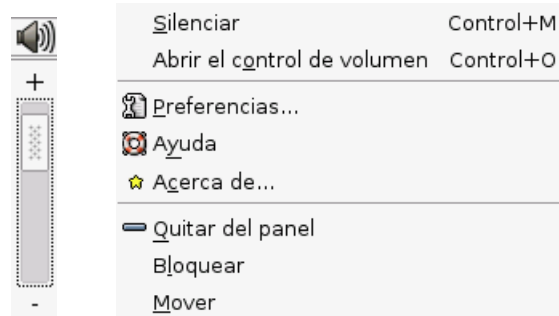 Silenciar Control+M
Abrir el control de volumen Control+O
+
Preferencias...
Ayuda
Acerca de...
Quitar del panel
Bloquear
- Mover